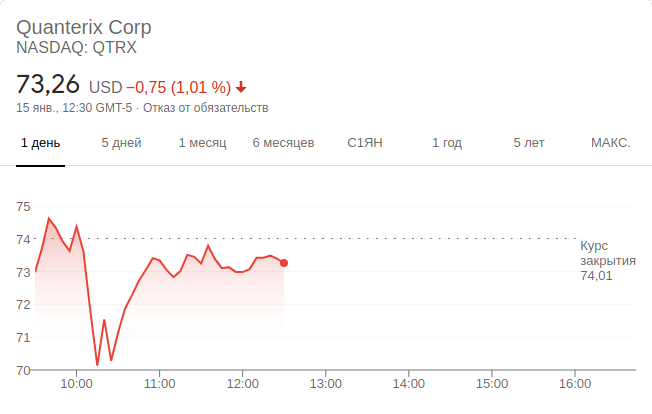 Quanterix Corp
NASDAQ: QTRX
73,26 USD −0,75 (1,01 %)
15 янв., 12:30 GMT-5 · Отказ от обязательств
1 день 5 дней 1 месяц 6 месяцев С1ЯН 1 год 5 лет МАКС.
75
74
Курс
закрытия
74,01
73
72
71
70
10:00 11:00 12:00 13:00 14:00 15:00 16:00